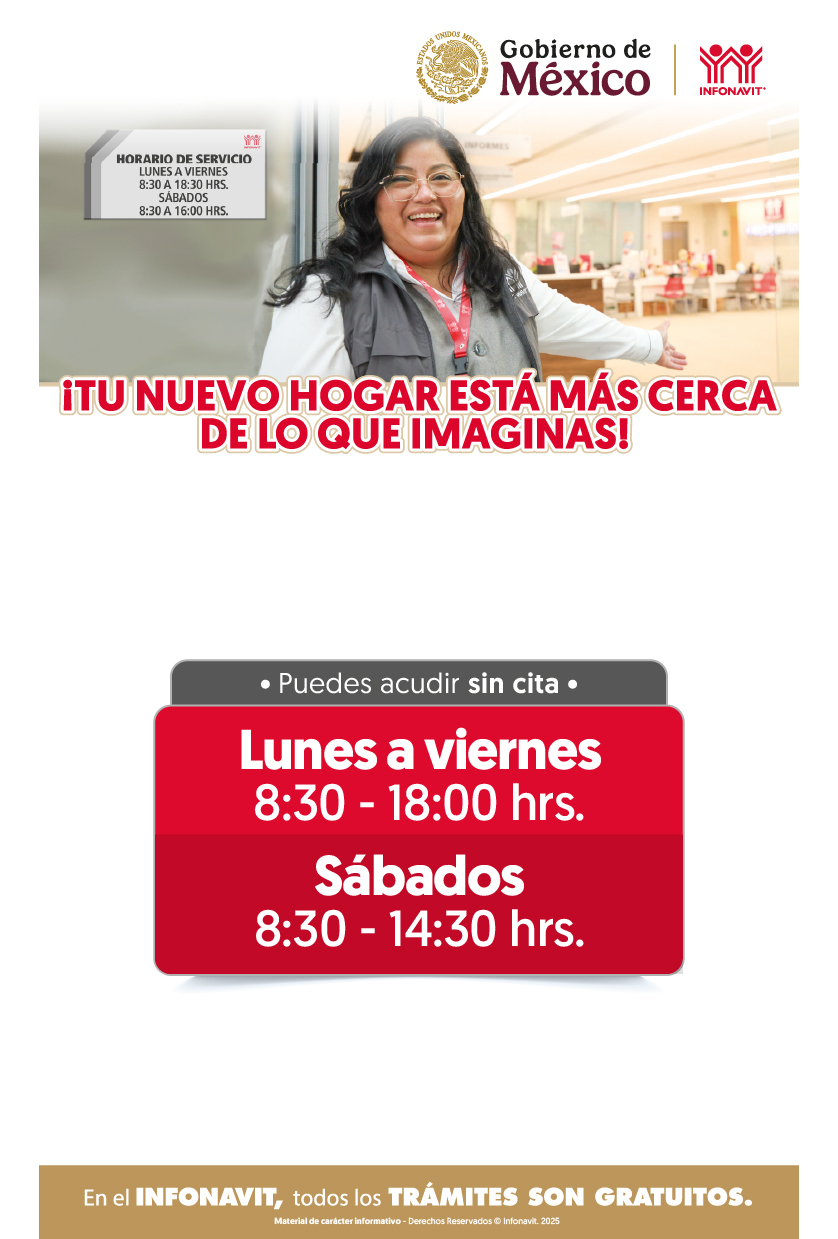 ESTADOS UNIDOS MEXICANOS
Gobierno de
México
INFONAVIT
HORARIO DE SERVICIO
LUNES A VIERNES
8:30 A 18:30 HRS.
SÁBADOS
8:30 A 16:00 HRS.
INFORMES
¡TU NUEVO HOGAR ESTÁ MÁS CERCA
DE LO QUE IMAGINAS!
• Puedes acudir sin cita •
Lunes a viernes
8:30 - 18:00 hrs.
Sábados
8:30 - 14:30 hrs.
En el INFONAVIT, todos los TRÁMITES SON GRATUITOS.
Material de carácter informativo - Derechos Reservados © Infonavit. 2025